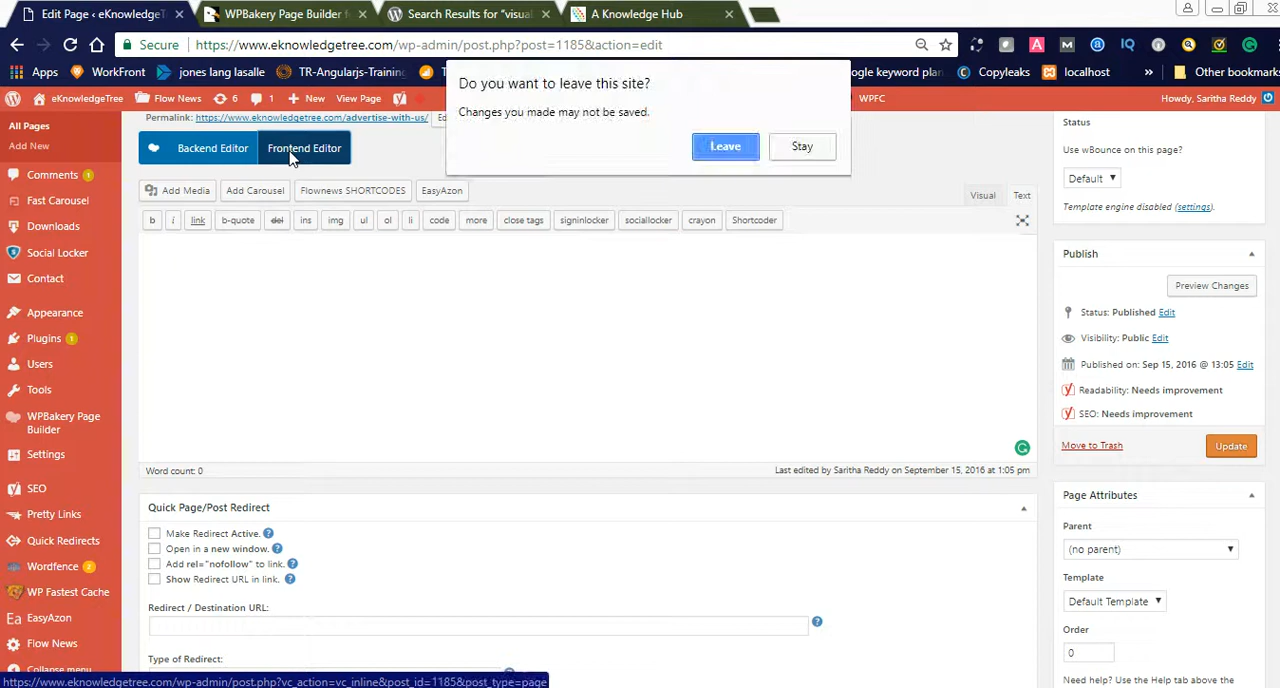 Edit Page ‹ eKnowledgeT
WPBakery Page Builder f
Search Results for "visual
A Knowledge Hub
Secure
https://www.eknowledgetree.com/wp-admin/post.php?post=1185&action=edit
Apps
WorkFront
jones lang lasalle
TR-Angularjs-Training
oogle keyword plan
Copyleaks
localhost
»
Other bookmarks
eKnowledgeTree
Flow News
6
1
New
View Page
WPFC
Howdy, Saritha Reddy
Do you want to leave this site?
Changes you made may not be saved.
Leave
Stay
All Pages
Add New
Comments 1
Fast Carousel
Downloads
Social Locker
Contact
Appearance
Plugins 1
Users
Tools
WPBakery Page
Builder
Settings
SEO
Pretty Links
Quick Redirects
Wordfence 2
WP Fastest Cache
Ea EasyAzon
Flow News
Collapse menu
Permalink: https://www.eknowledgetree.com/advertise-with-us/
Backend Editor
Frontend Editor
Add Media
Add Carousel
Flownews SHORTCODES
EasyAzon
Visual
Text
b
i
link
b-quote
del
ins
img
ul
ol
li
code
more
close tags
signinlocker
sociallocker
crayon
Shortcoder
Word count: 0
Last edited by Saritha Reddy on September 15, 2016 at 1:05 pm
Quick Page/Post Redirect
Make Redirect Active.
Open in a new window.
Add rel="nofollow" to link.
Show Redirect URL in link.
Redirect / Destination URL:
Type of Redirect:
Status
Use wBounce on this page?
Default
Template engine disabled (settings).
Publish
Preview Changes
Status: Published Edit
Visibility: Public Edit
Published on: Sep 15, 2016 @ 13:05 Edit
Readability: Needs improvement
SEO: Needs improvement
Move to Trash
Update
Page Attributes
Parent
(no parent)
Template
Default Template
Order
0
Need help? Use the Help tab above the
https://www.eknowledgetree.com/wp-admin/post.php?vc_action=vc_inline&post_id=1185&post_type=page